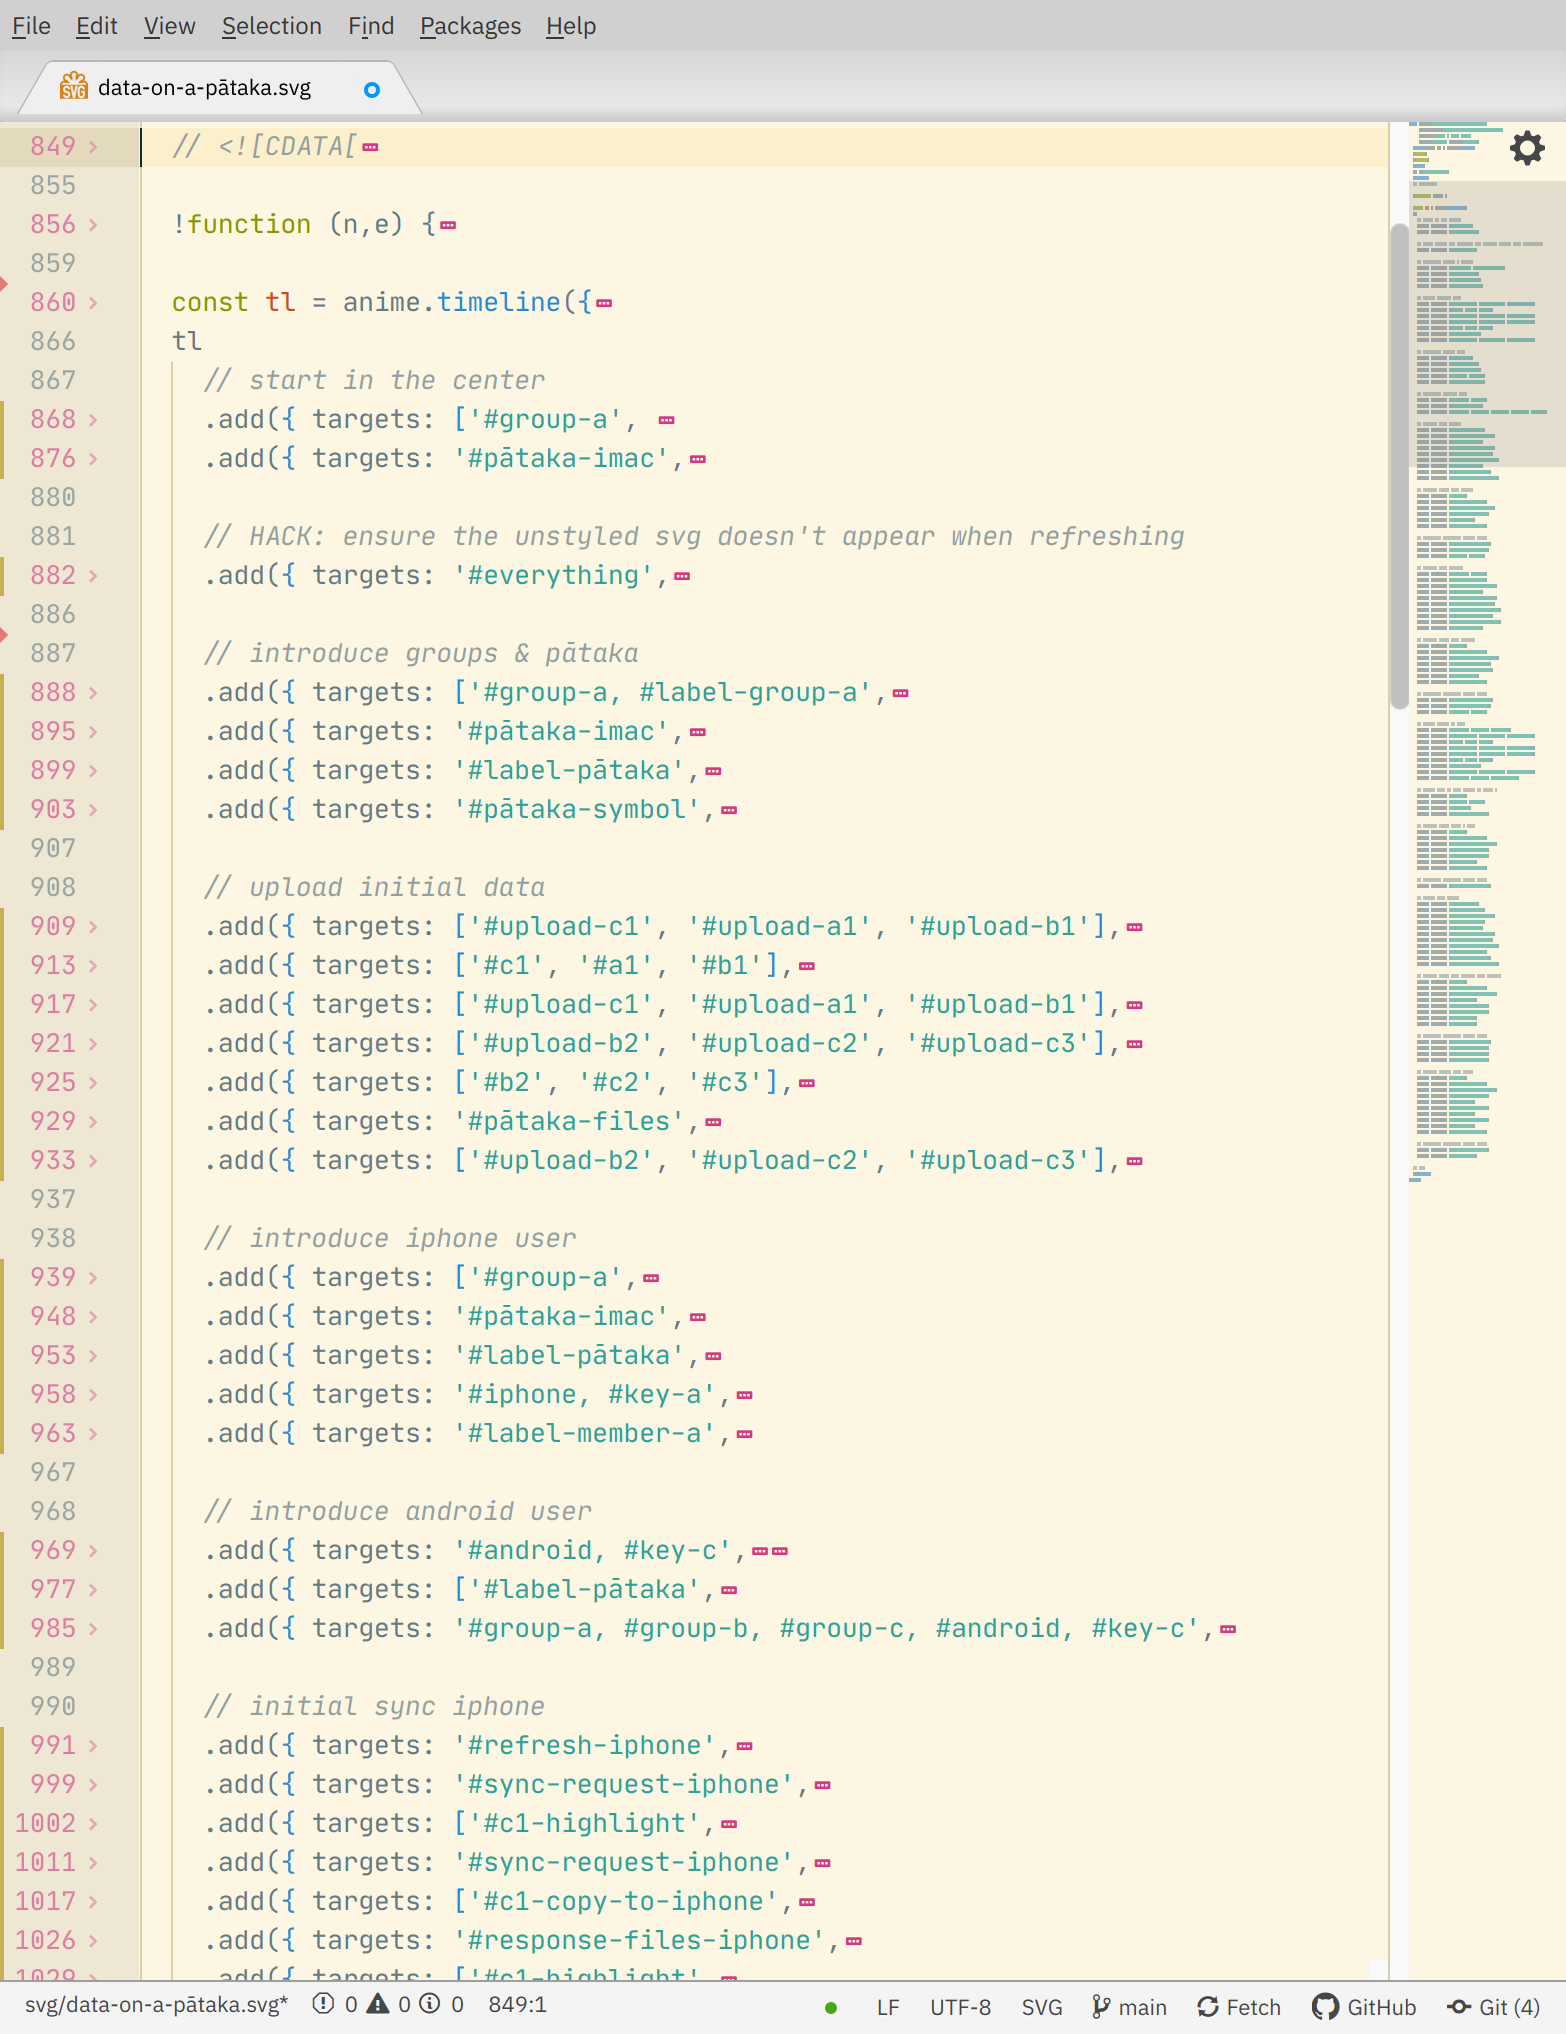 File Edit View Selection Find Packages Help
SVG data-on-a-pātaka.svg
849 // <![CDATA[
855
856 !function (n,e) {
859
860 const tl = anime.timeline({
866 tl
867 // start in the center
868 .add({ targets: ['#group-a',
876 .add({ targets: '#pātaka-imac',
880
881 // HACK: ensure the unstyled svg doesn't appear when refreshing
882 .add({ targets: '#everything',
886
887 // introduce groups & pātaka
888 .add({ targets: ['#group-a, #label-group-a',
895 .add({ targets: '#pātaka-imac',
899 .add({ targets: '#label-pātaka',
903 .add({ targets: '#pātaka-symbol',
907
908 // upload initial data
909 .add({ targets: ['#upload-c1', '#upload-a1', '#upload-b1'],
913 .add({ targets: ['#c1', '#a1', '#b1'],
917 .add({ targets: ['#upload-c1', '#upload-a1', '#upload-b1'],
921 .add({ targets: ['#upload-b2', '#upload-c2', '#upload-c3'],
925 .add({ targets: ['#b2', '#c2', '#c3'],
929 .add({ targets: '#pātaka-files',
933 .add({ targets: ['#upload-b2', '#upload-c2', '#upload-c3'],
937
938 // introduce iphone user
939 .add({ targets: ['#group-a',
948 .add({ targets: '#pātaka-imac',
953 .add({ targets: '#label-pātaka',
958 .add({ targets: '#iphone, #key-a',
963 .add({ targets: '#label-member-a',
967
968 // introduce android user
969 .add({ targets: '#android, #key-c',
977 .add({ targets: ['#label-pātaka',
985 .add({ targets: '#group-a, #group-b, #group-c, #android, #key-c',
989
990 // initial sync iphone
991 .add({ targets: '#refresh-iphone',
999 .add({ targets: '#sync-request-iphone',
1002 .add({ targets: ['#c1-highlight',
1011 .add({ targets: '#sync-request-iphone',
1017 .add({ targets: ['#c1-copy-to-iphone',
1026 .add({ targets: '#response-files-iphone',
1029 .add({ targets: ['#c1-highlight',
svg/data-on-a-pātaka.svg* 0 0 0 849:1 LF UTF-8 SVG main Fetch GitHub Git (4)